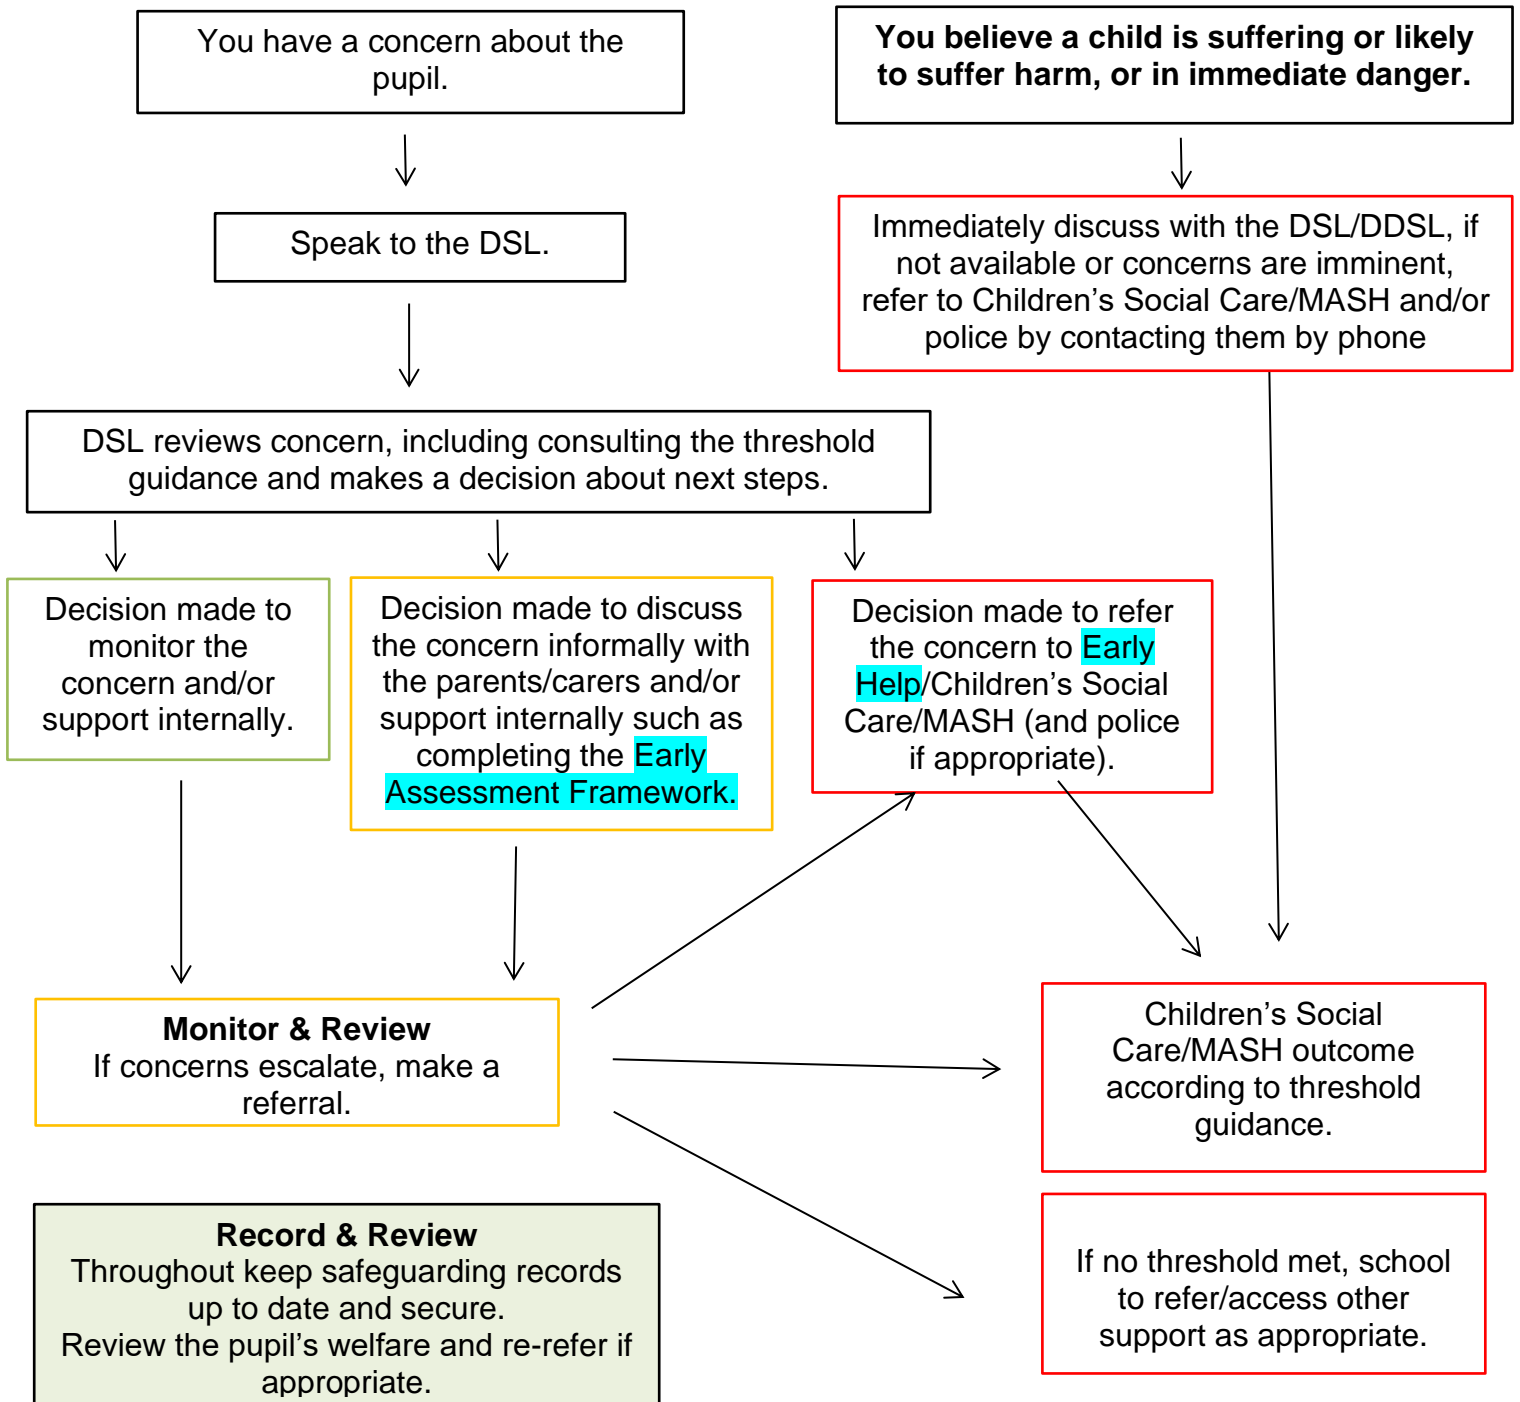 You have a concern about the
pupil.
You believe a child is suffering or likely
to suffer harm, or in immediate danger.
Speak to the DSL.
Immediately discuss with the DSL/DDSL, if
not available or concerns are imminent,
refer to Children’s Social Care/MASH and/or
police by contacting them by phone
DSL reviews concern, including consulting the threshold
guidance and makes a decision about next steps.
Decision made to
monitor the
concern and/or
support internally.
Decision made to discuss
the concern informally with
the parents/carers and/or
support internally such as
completing the Early
Assessment Framework.
Decision made to refer
the concern to Early
Help/Children’s Social
Care/MASH (and police
if appropriate).
Monitor & Review
If concerns escalate, make a
referral.
Children’s Social
Care/MASH outcome
according to threshold
guidance.
Record & Review
Throughout keep safeguarding records
up to date and secure.
Review the pupil’s welfare and re-refer if
appropriate.
If no threshold met, school
to refer/access other
support as appropriate.